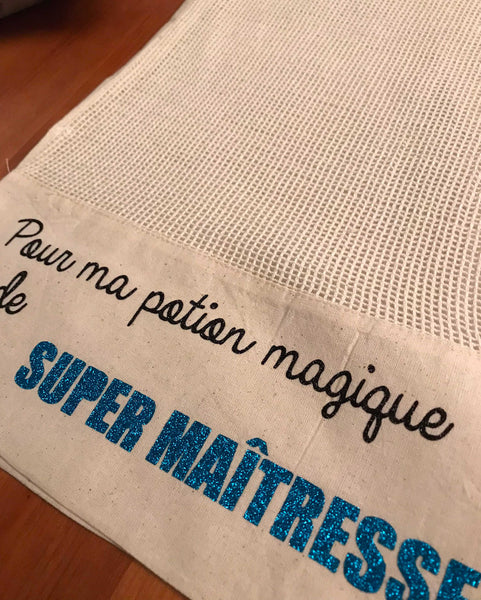 Pour ma potion magique
de
SUPER MAÎTRESSE